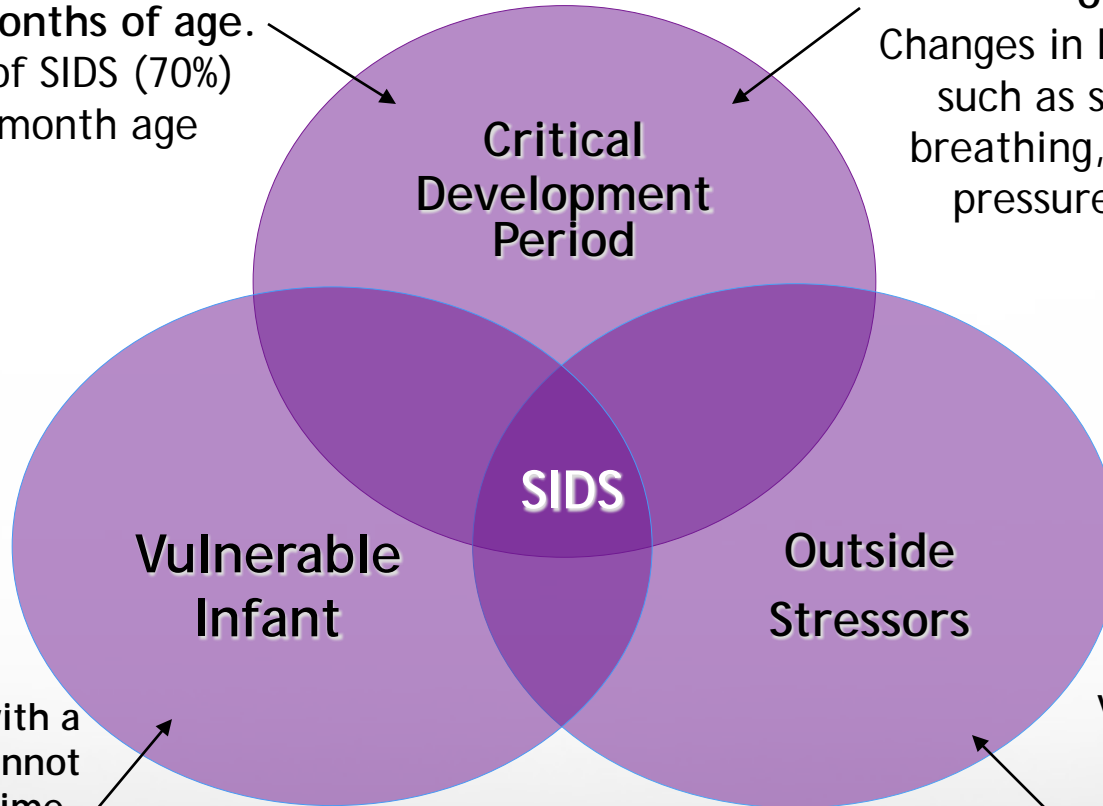 onths of age.
of SIDS (70%)
month age
Changes in
such as s
breathing,
pressure
Critical
Development
Period
SIDS
Vulnerable
Infant
Outside
Stressors
with a
nnot